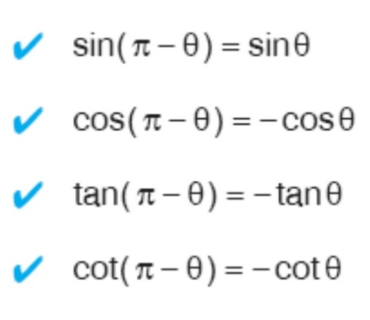 ✔ sin(π−θ)=sinθ
✔ cos(π−θ)=−cosθ
✔ tan(π−θ)=−tanθ
✔ cot(π−θ)=−cotθ